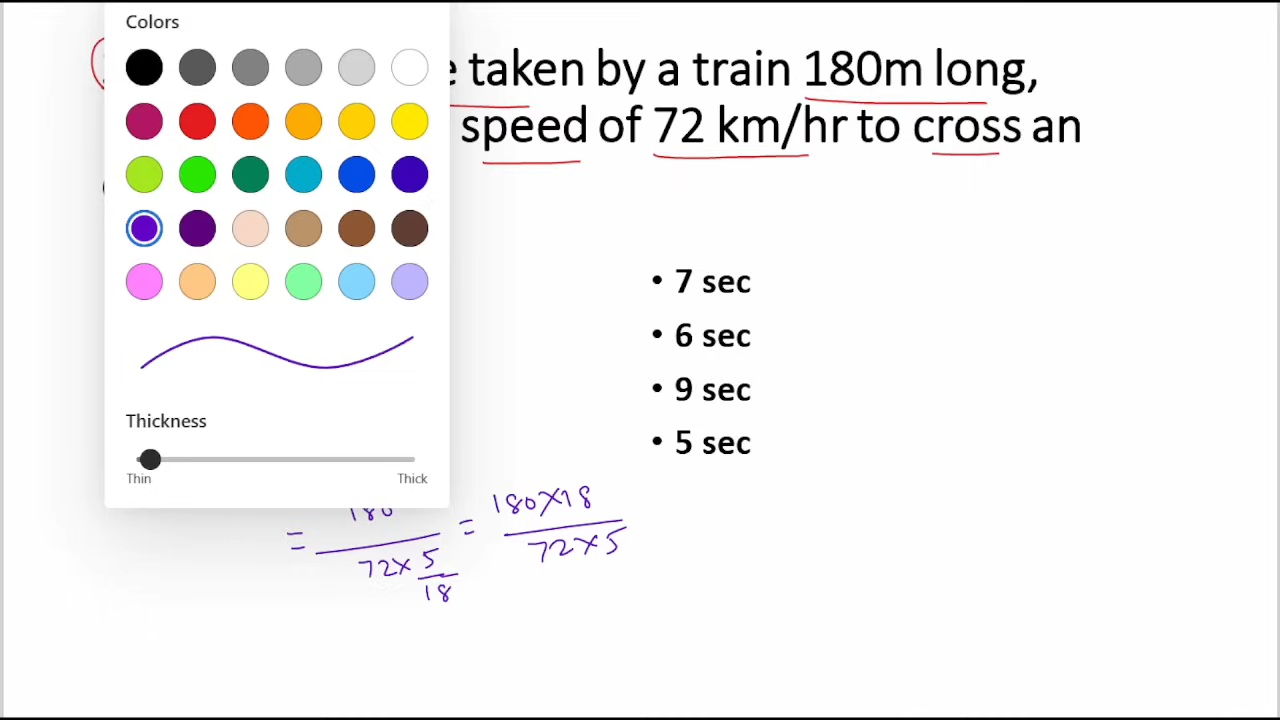 Colors
e taken by a train 180m long,
speed of 72 km/hr to cross an
• 7 sec
• 6 sec
• 9 sec
• 5 sec
Thickness
Thin Thick
= 180 / 72 × 5/18 = 180×18 / 72×5